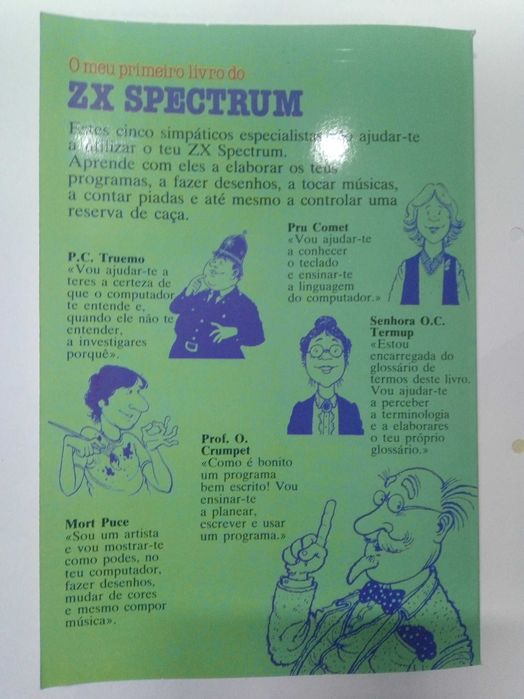 O meu primeiro livro do
ZX SPECTRUM
Estes cinco simpáticos especialistas vão ajudar-te
a utilizar o teu ZX Spectrum.
Aprende com eles a elaborar os teus
programas, a fazer desenhos, a tocar músicas,
a contar piadas e até mesmo a controlar uma
reserva de caça.
Pru Comet
«Vou ajudar-te
a conhecer
o teclado
e ensinar-te
a linguagem
do computador.»
P.C. Truemo
«Vou ajudar-te a
teres a certeza de
que o computador
te entende e,
quando ele não te
entender,
a investigares
porquê».
Senhora O.C.
Termup
«Estou
encarregada do
glossário de
termos deste livro.
Vou ajudar-te
a perceber
a terminologia
e a elaborares
o teu próprio
glossário.»
Prof. O.
Crumpet
«Como é bonito
um programa
bem escrito! Vou
ensinar-te
a planear,
escrever e usar
um programa.»
Mort Puce
«Sou um artista
e vou mostrar-te
como podes, no
teu computador,
fazer desenhos,
mudar de cores
e mesmo compor
música».